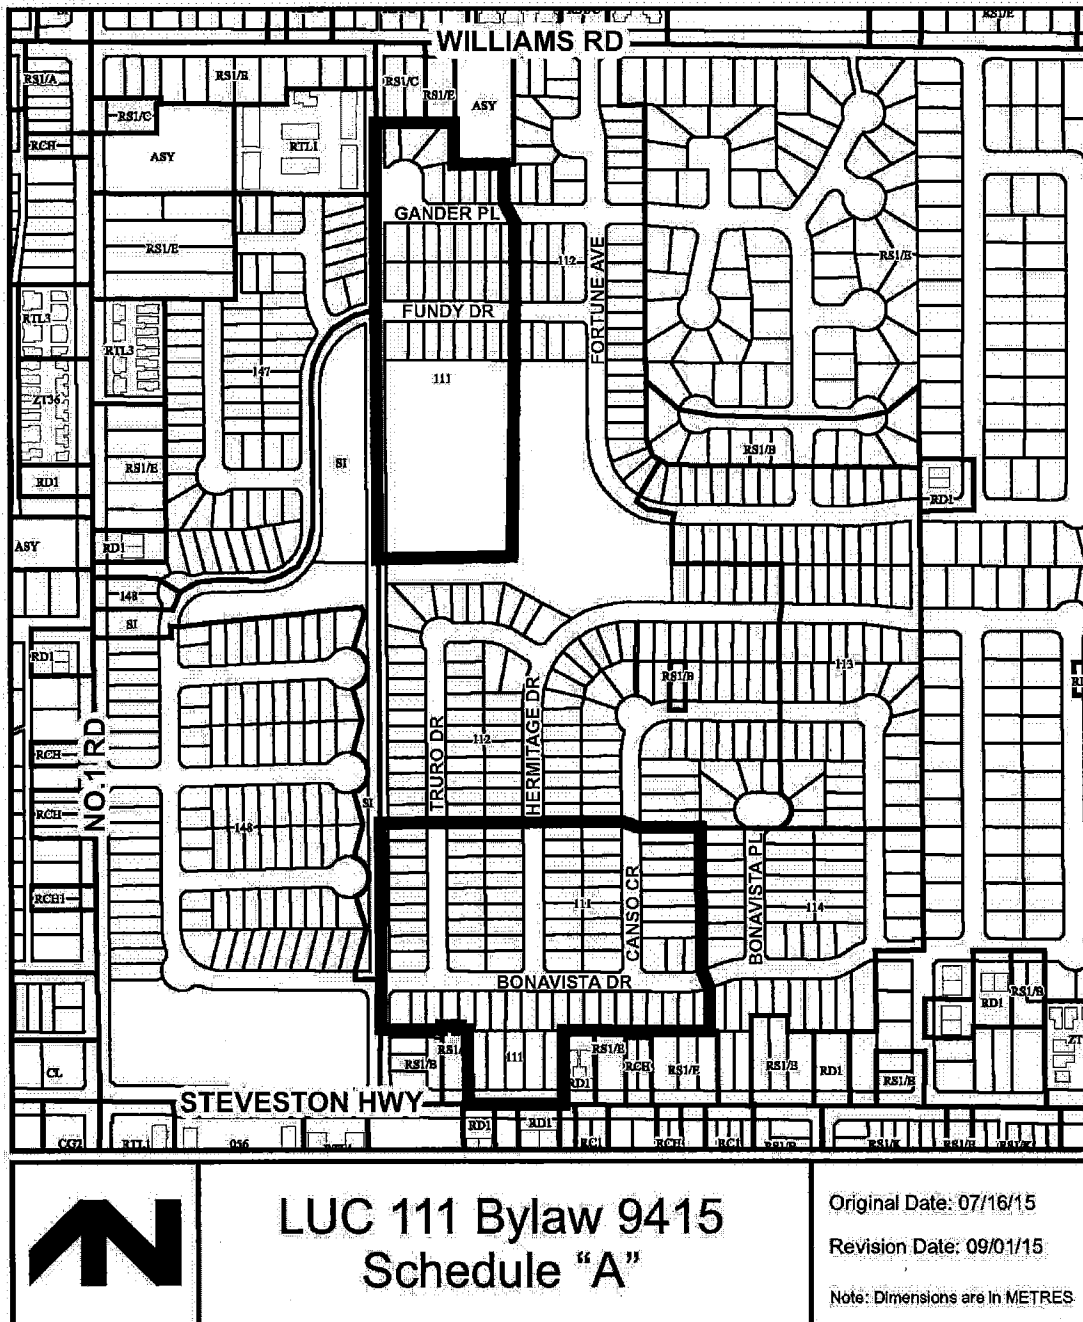 RS1/E
WILLIAMS RD
RS1/A
RS1/E
RS1/C
RS1/E
ASY
RS1/C
RCH
ASY
RTL1
GANDER PL
RS1/E
112
FORTUNE AVE
RS1/B
FUNDY DR
RTL3
RTL3
147
111
ZT36
RS1/B
RS1/E
SI
RD1
RD1
ASY
RD1
148
SI
RD1
113
RS1/B
NO. 1 RD
TRURO DR
112
HERMITAGE DR
RCH
SI
RCH
148
BONAVISTA PL
CANSO CR
RCH1
111
114
BONAVISTA DR
RD1
RS1/B
RS1/E
RS1/B
111
RCH
RS1/E
RD1
RS1/B
RD1
RS1/E
CL
STEVESTON HWY
RD1
RD1
RTL1
056
RC1
RCH
RC1
RS1/K
LUC 111 Bylaw 9415
Schedule "A"
Original Date: 07/16/15
Revision Date: 09/01/15
Note: Dimensions are in METRES